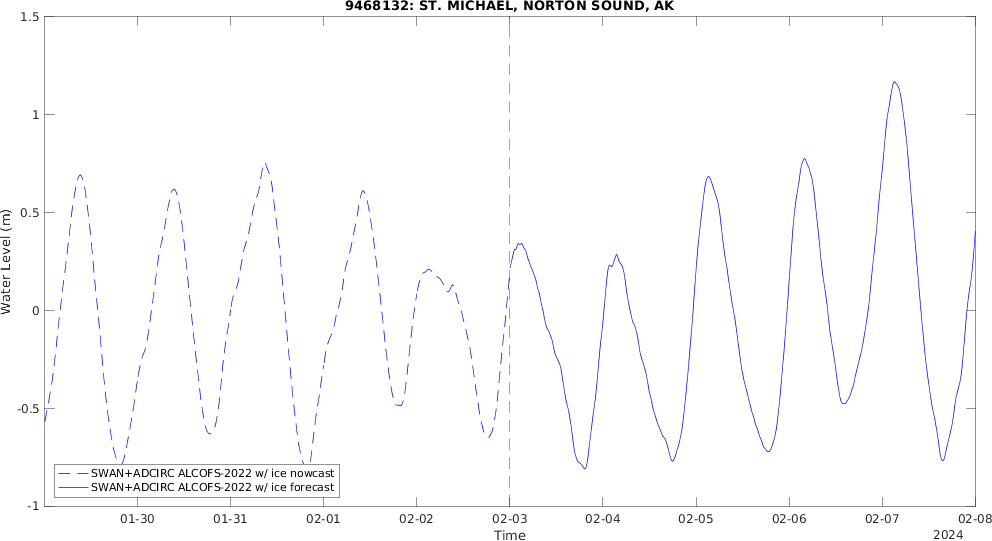 9468132: ST. MICHAEL, NORTON SOUND, AK
1.5
1
0.5
0
-0.5
-1
Water Level (m)
SWAN+ADCIRC ALCOFS-2022 w/ ice nowcast
SWAN+ADCIRC ALCOFS-2022 w/ ice forecast
01-30 01-31 02-01 02-02 02-03 02-04 02-05 02-06 02-07 02-08
Time
2024